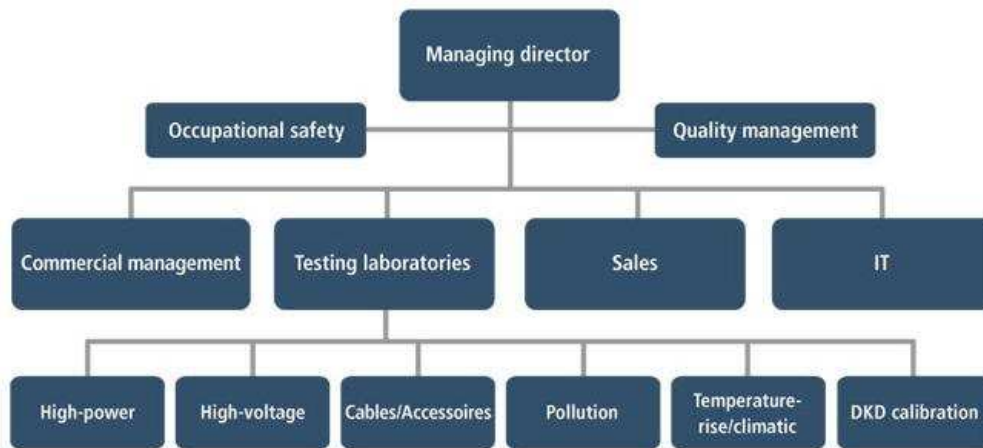 Managing director
Occupational safety
Quality management
Commercial management
Testing laboratories
Sales
IT
High-power
High-voltage
Cables/Accessoires
Pollution
Temperature-
rise/climatic
DKD calibration